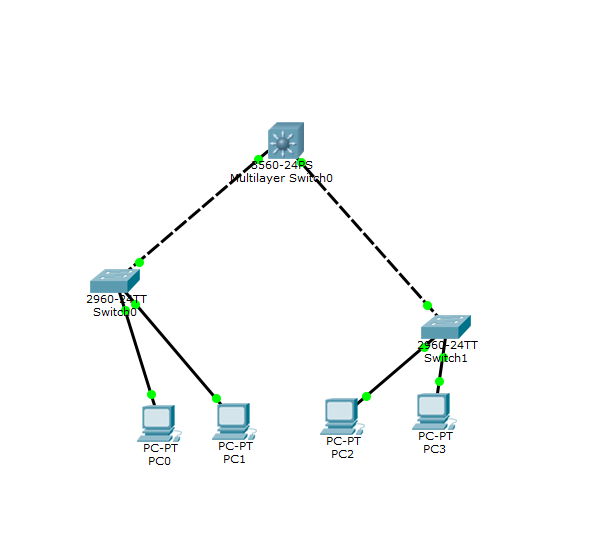 3560-24PS
Multilayer Switch0
2960-24TT
Switch0
2960-24TT
Switch1
PC-PT
PC0
PC-PT
PC1
PC-PT
PC2
PC-PT
PC3